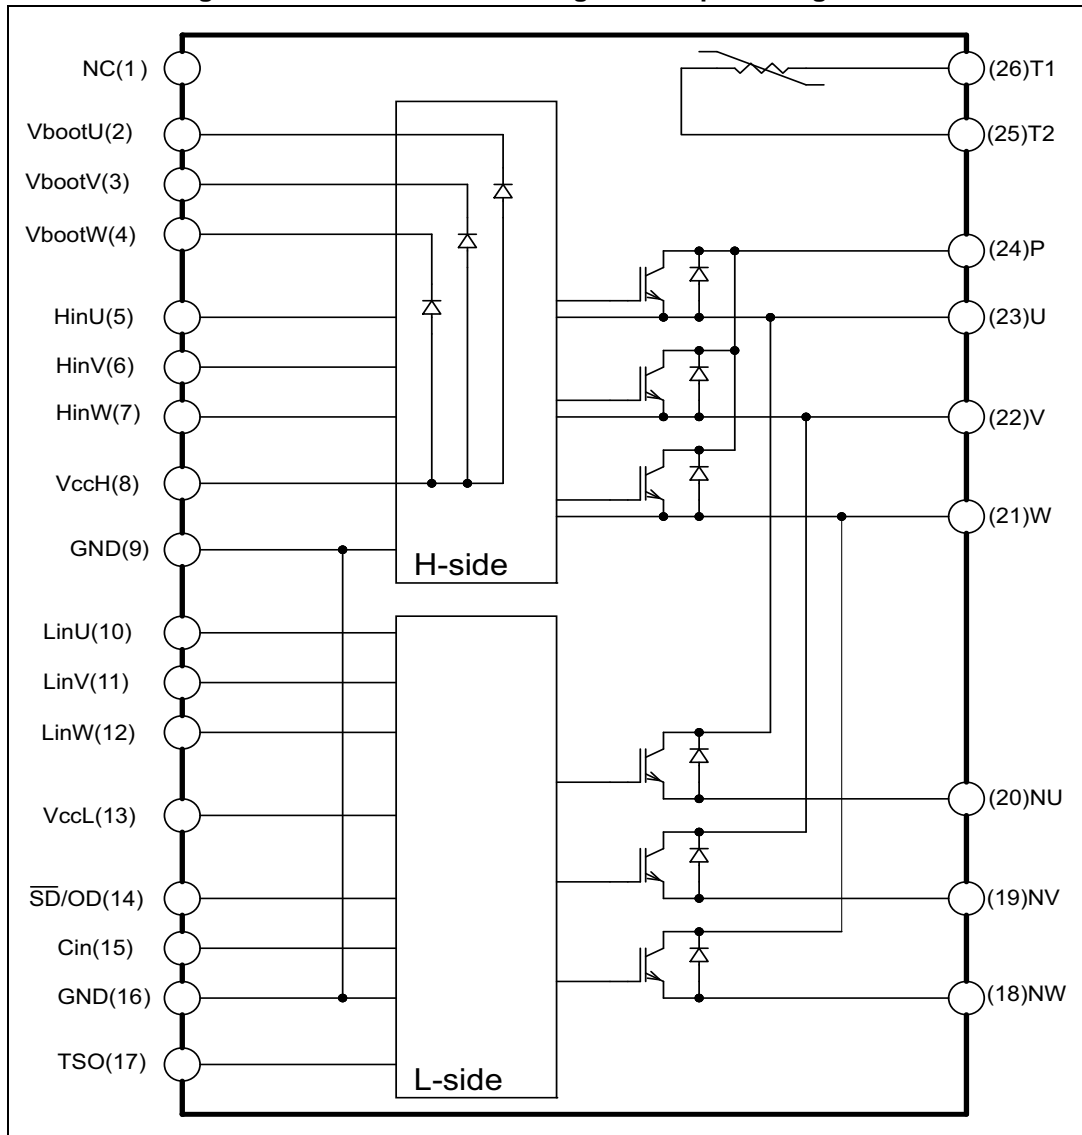 NC(1)
VbootU(2)
VbootV(3)
VbootW(4)
HinU(5)
HinV(6)
HinW(7)
VccH(8)
GND(9)
LinU(10)
LinV(11)
LinW(12)
VccL(13)
S̅D̅/OD(14)
Cin(15)
GND(16)
TSO(17)
H-side
L-side
(26)T1
(25)T2
(24)P
(23)U
(22)V
(21)W
(20)NU
(19)NV
(18)NW